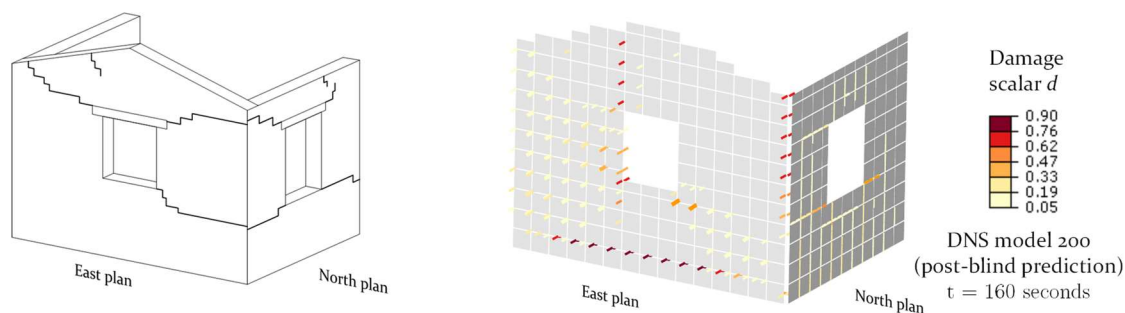 East plan
North plan
East plan
North plan
Damage
scalar d
0.90
0.76
0.62
0.47
0.33
0.19
0.05
DNS model 200
(post-blind prediction)
t = 160 seconds